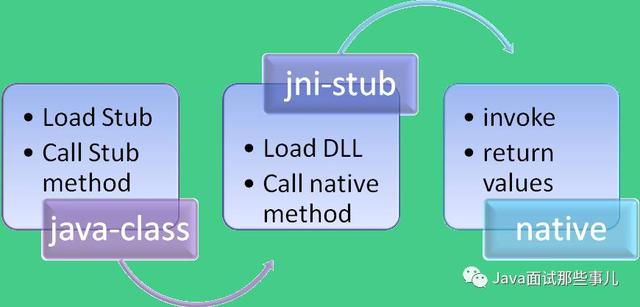 • Load Stub
• Call Stub
method
java-class
jni-stub
• Load DLL
• Call native
method
• invoke
• return
values
native
Java面试那些事儿